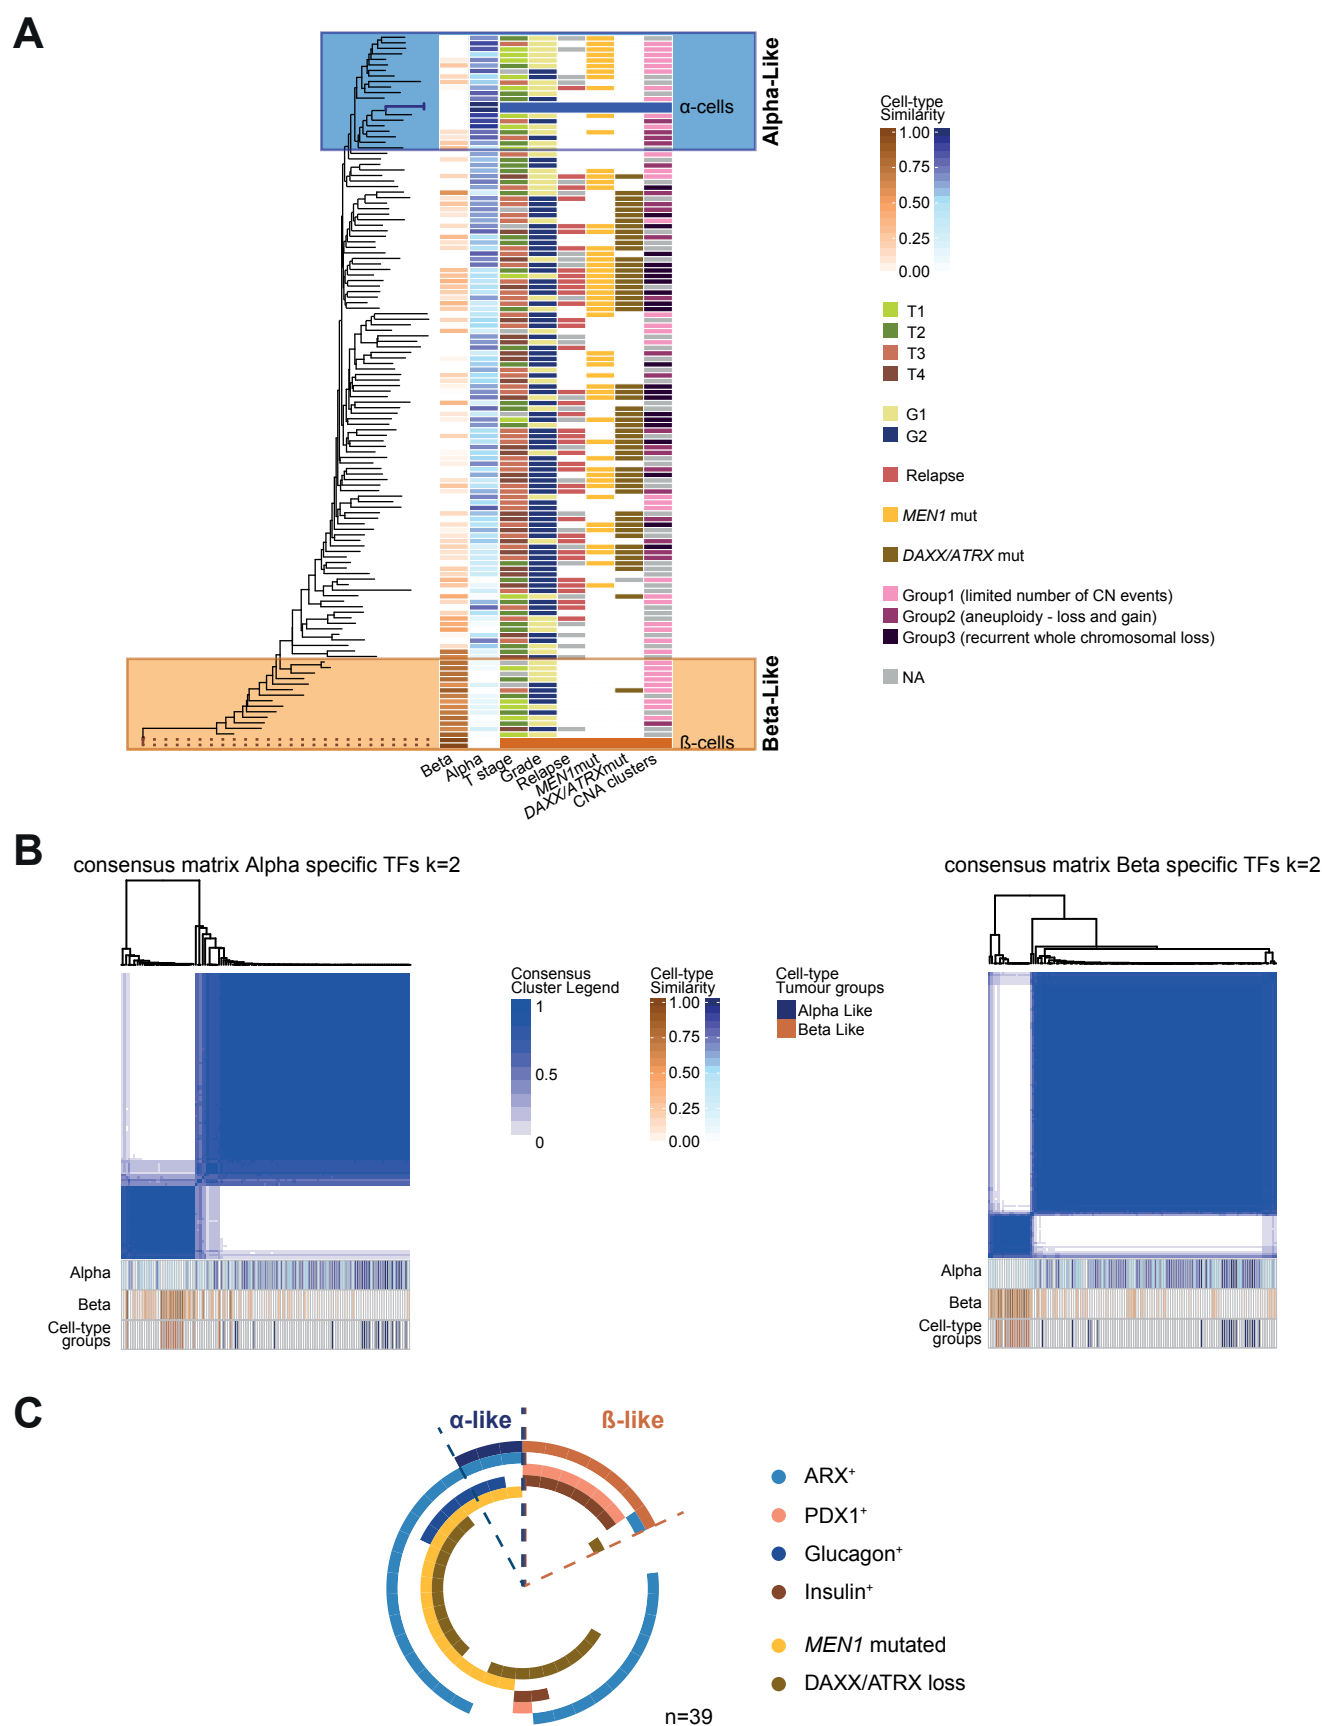 A
Alpha-Like
α-cells
Beta-Like
ß-cells
Beta
Alpha
T stage
Grade
Relapse
MEN1mut
DAXX/ATRXmut
CNA clusters
Cell-type
Similarity
1.00
0.75
0.50
0.25
0.00
T1
T2
T3
T4
G1
G2
Relapse
MEN1 mut
DAXX/ATRX mut
Group1 (limited number of CN events)
Group2 (aneuploidy - loss and gain)
Group3 (recurrent whole chromosomal loss)
NA
B
consensus matrix Alpha specific TFs k=2
Alpha
Beta
Cell-type
groups
Consensus
Cluster Legend
1
0.5
0
Cell-type
Similarity
1.00
0.75
0.50
0.25
0.00
Cell-type
Tumour groups
Alpha Like
Beta Like
consensus matrix Beta specific TFs k=2
Alpha
Beta
Cell-type
groups
C
α-like
ß-like
ARX+
PDX1+
Glucagon+
Insulin+
MEN1 mutated
DAXX/ATRX loss
n=39